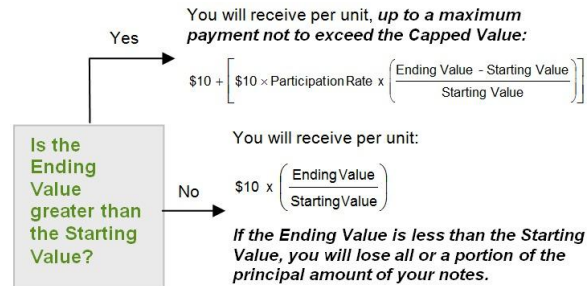 You will receive per unit, up to a maximum
payment not to exceed the Capped Value:
Yes
$10 + [ $10 × Participation Rate x ( Ending Value - Starting Value / Starting Value ) ]
Is the
Ending
Value
greater than
the Starting
Value?
No
You will receive per unit:
$10 x ( Ending Value / Starting Value )
If the Ending Value is less than the Starting
Value, you will lose all or a portion of the
principal amount of your notes.